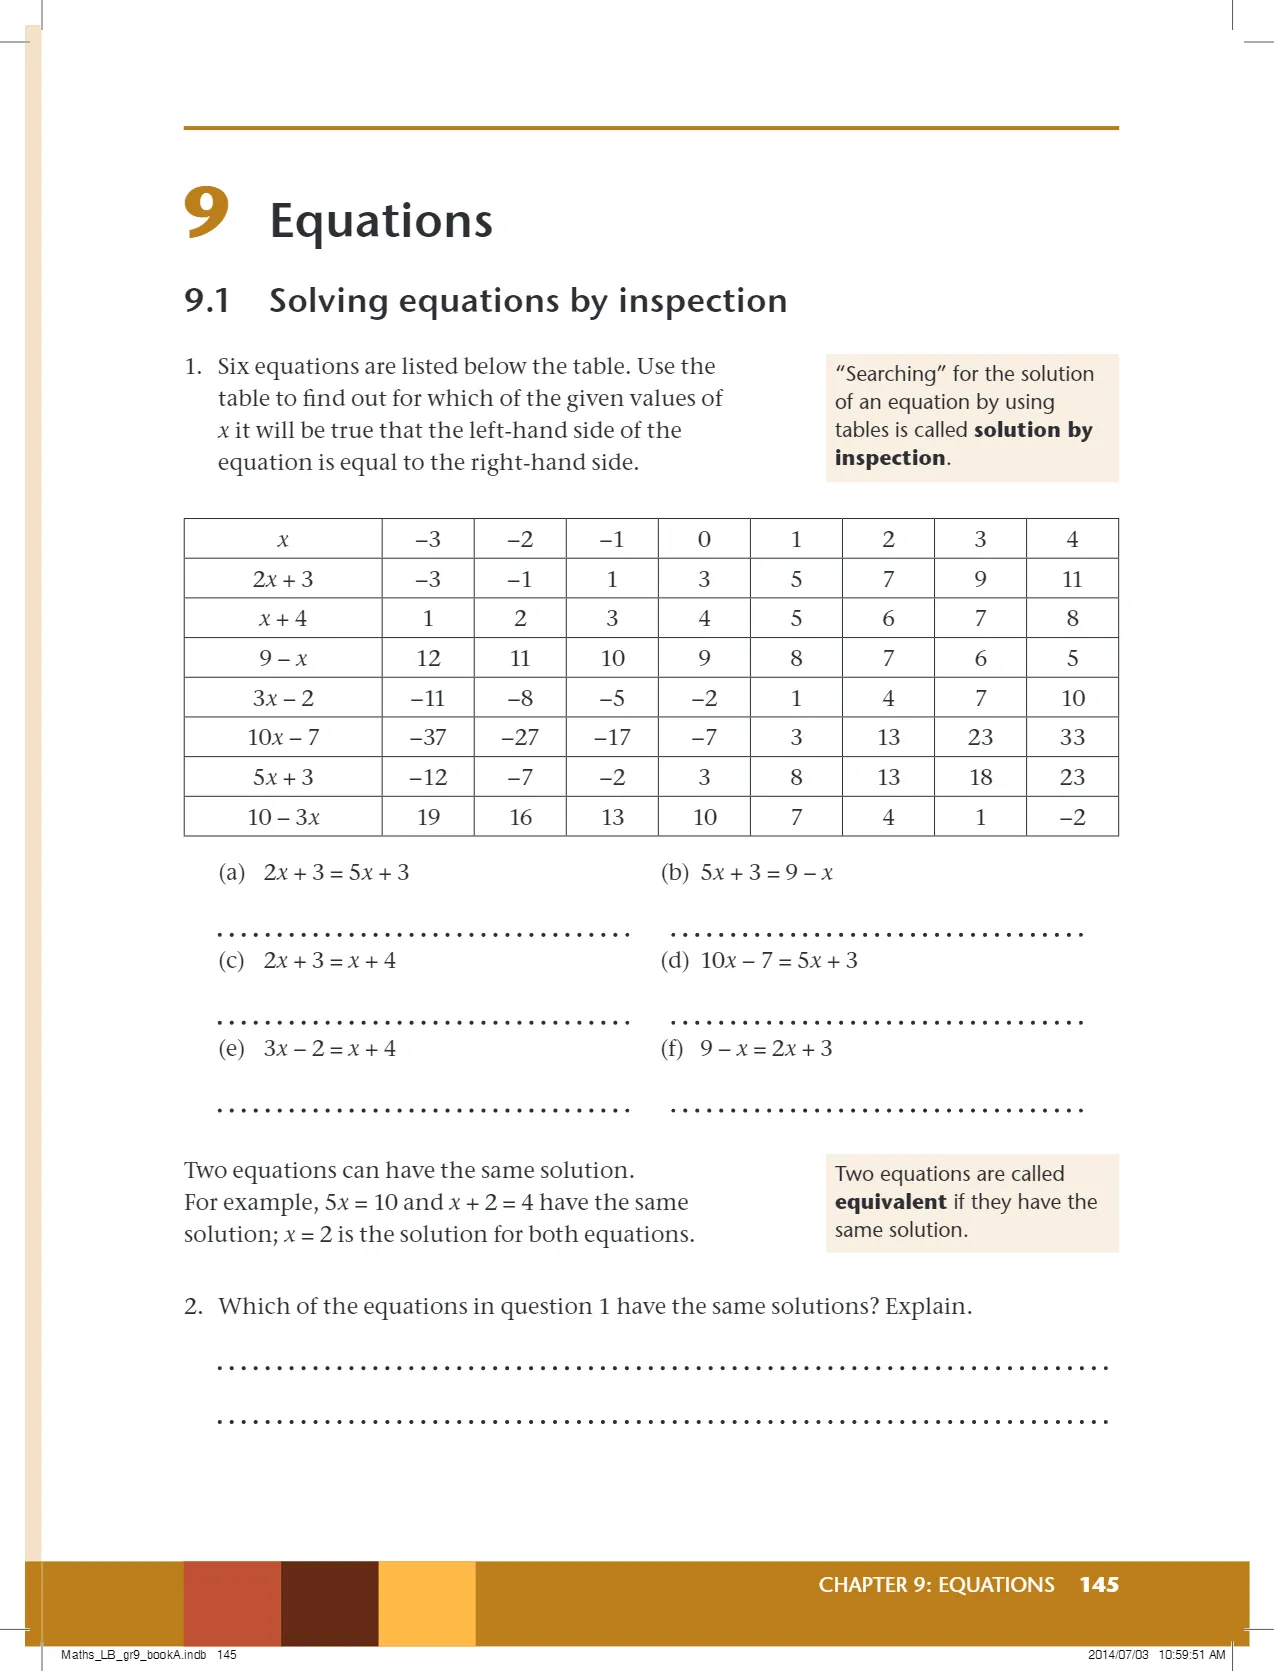 9 Equations
9.1 Solving equations by inspection
1. Six equations are listed below the table. Use the
table to find out for which of the given values of
x it will be true that the left-hand side of the
equation is equal to the right-hand side.
“Searching” for the solution
of an equation by using
tables is called solution by
inspection.
x –3 –2 –1 0 1 2 3 4
2x + 3 –3 –1 1 3 5 7 9 11
x + 4 1 2 3 4 5 6 7 8
9 – x 12 11 10 9 8 7 6 5
3x – 2 –11 –8 –5 –2 1 4 7 10
10x – 7 –37 –27 –17 –7 3 13 23 33
5x + 3 –12 –7 –2 3 8 13 18 23
10 – 3x 19 16 13 10 7 4 1 –2
(a) 2x + 3 = 5x + 3 (b) 5x + 3 = 9 – x
(c) 2x + 3 = x + 4 (d) 10x – 7 = 5x + 3
(e) 3x – 2 = x + 4 (f) 9 – x = 2x + 3
Two equations can have the same solution.
For example, 5x = 10 and x + 2 = 4 have the same
solution; x = 2 is the solution for both equations.
Two equations are called
equivalent if they have the
same solution.
2. Which of the equations in question 1 have the same solutions? Explain.
CHAPTER 9: EQUATIONS 145
Maths_LB_gr9_bookA.indb 145 2014/07/03 10:59:51 AM